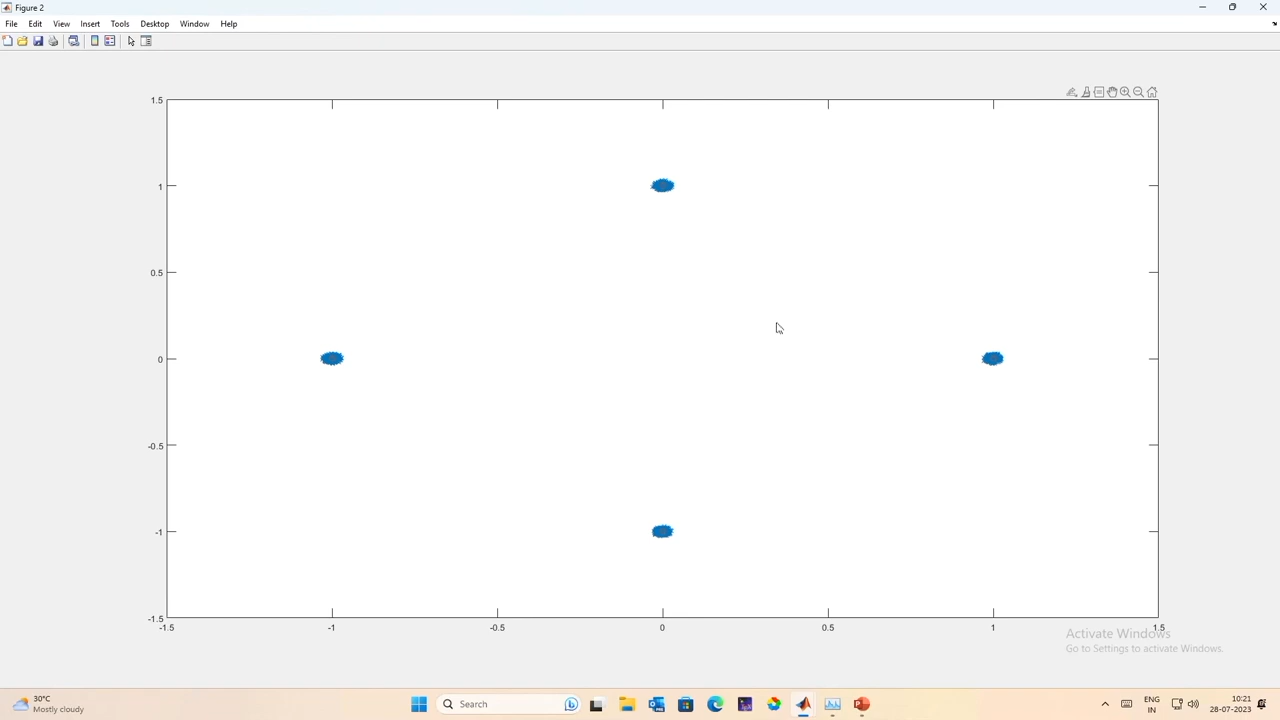 Figure 2
File Edit View Insert Tools Desktop Window Help
1.5
1
0.5
0
-0.5
-1
-1.5
-1.5 -1 -0.5 0 0.5 1 1.5
Activate Windows
Go to Settings to activate Windows.
30°C
Mostly cloudy
Search
ENG
IN
10:21
28-07-2023